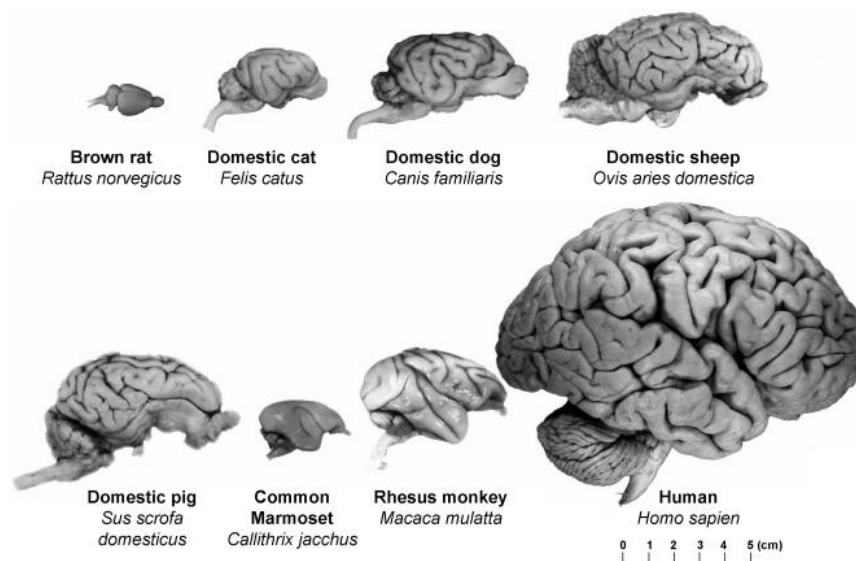 Brown rat
Rattus norvegicus
Domestic cat
Felis catus
Domestic dog
Canis familiaris
Domestic sheep
Ovis aries domestica
Domestic pig
Sus scrofa
domesticus
Common
Marmoset
Callithrix jacchus
Rhesus monkey
Macaca mulatta
Human
Homo sapien
0 1 2 3 4 5 (cm)